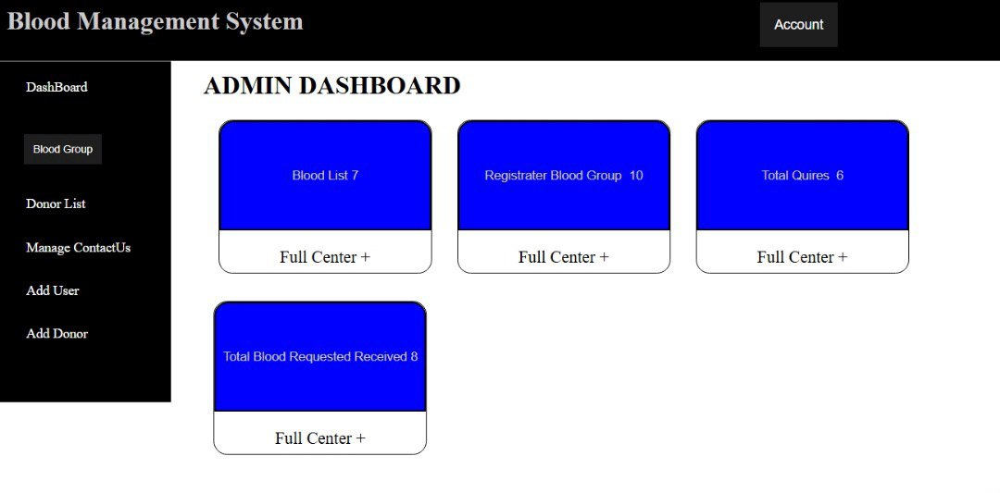 Blood Management System
Account
DashBoard
Blood Group
Donor List
Manage ContactUs
Add User
Add Donor
ADMIN DASHBOARD
Blood List 7
Full Center +
Registrater Blood Group 10
Full Center +
Total Quires 6
Full Center +
Total Blood Requested Received 8
Full Center +